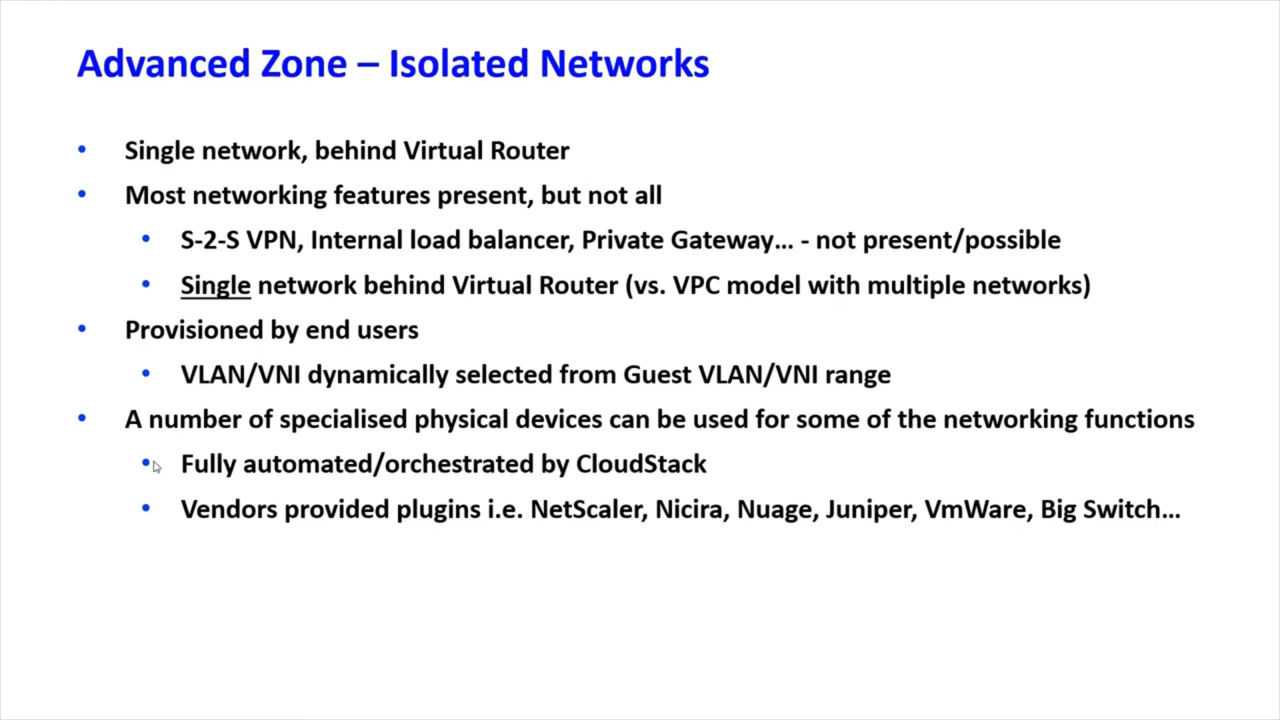 Advanced Zone – Isolated Networks
• Single network, behind Virtual Router
• Most networking features present, but not all
• S-2-S VPN, Internal load balancer, Private Gateway... - not present/possible
• Single network behind Virtual Router (vs. VPC model with multiple networks)
• Provisioned by end users
• VLAN/VNI dynamically selected from Guest VLAN/VNI range
• A number of specialised physical devices can be used for some of the networking functions
• Fully automated/orchestrated by CloudStack
• Vendors provided plugins i.e. NetScaler, Nicira, Nuage, Juniper, VmWare, Big Switch...